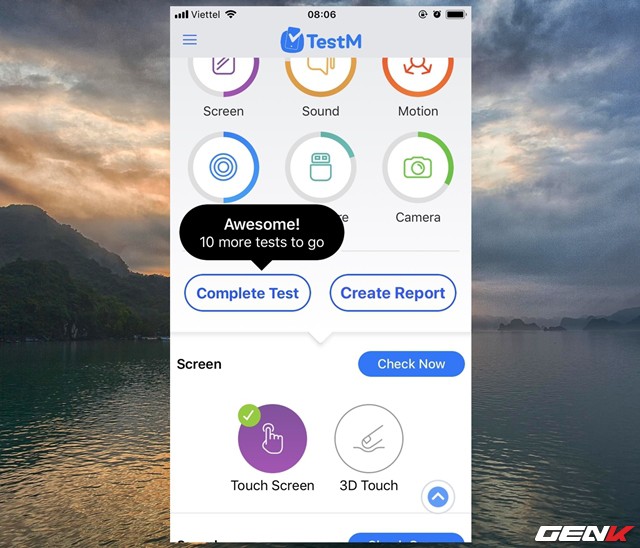 Viettel
08:06
TestM
Screen
Sound
Motion
Camera
Awesome!
10 more tests to go
Complete Test
Create Report
Screen
Check Now
Touch Screen
3D Touch
GENK